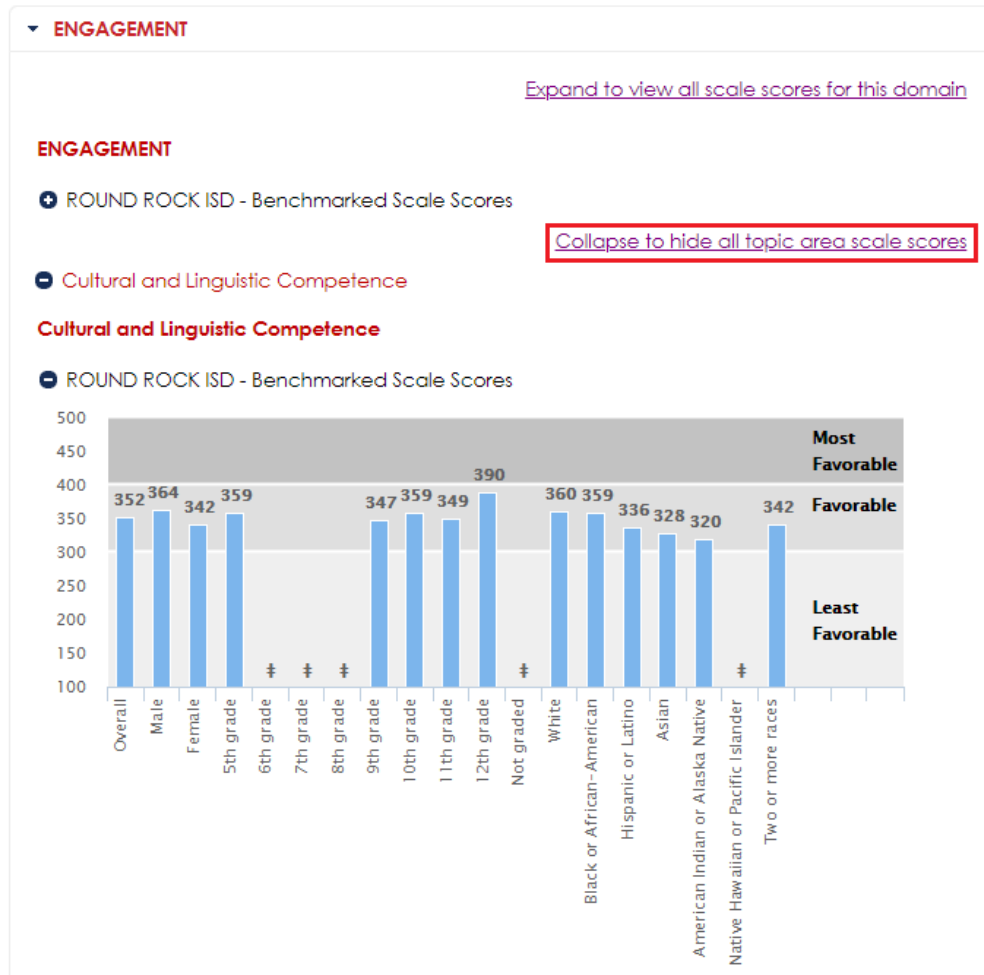 ENGAGEMENT
Expand to view all scale scores for this domain
ENGAGEMENT
ROUND ROCK ISD - Benchmarked Scale Scores
Collapse to hide all topic area scale scores
Cultural and Linguistic Competence
Cultural and Linguistic Competence
ROUND ROCK ISD - Benchmarked Scale Scores
500
450
400
350
300
250
200
150
100
352
364
342
359
‡
‡
‡
347
359
349
390
‡
360
359
336
328
320
‡
342
Most
Favorable
Favorable
Least
Favorable
Overall
Male
Female
5th grade
6th grade
7th grade
8th grade
9th grade
10th grade
11th grade
12th grade
Not graded
White
Black or African-American
Hispanic or Latino
Asian
American Indian or Alaska Native
Native Hawaiian or Pacific Islander
Two or more races